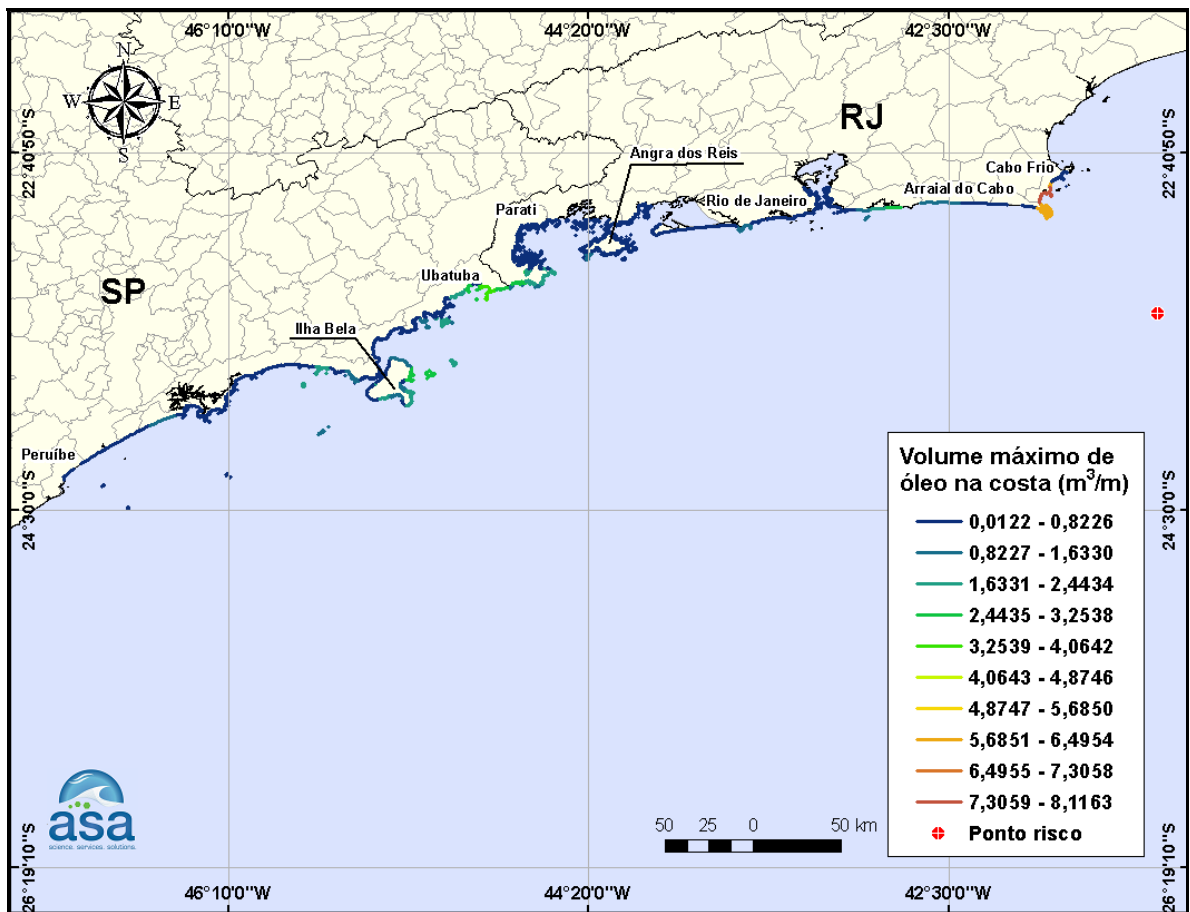 46°10'0"W
44°20'0"W
42°30'0"W
N
W
E
S
RJ
22°40'50"S
22°40'50"S
Angra dos Reis
Cabo Frio
Arraial do Cabo
Rio de Janeiro
Parati
Ubatuba
SP
Ilha Bela
Peruíbe
24°30'0"S
24°30'0"S
Volume máximo de
óleo na costa (m³/m)
0,0122 - 0,8226
0,8227 - 1,6330
1,6331 - 2,4434
2,4435 - 3,2538
3,2539 - 4,0642
4,0643 - 4,8746
4,8747 - 5,6850
5,6851 - 6,4954
6,4955 - 7,3058
7,3059 - 8,1163
Ponto risco
asa
science. services. solutions.
50 25 0 50 km
26°19'10"S
26°19'10"S
46°10'0"W
44°20'0"W
42°30'0"W